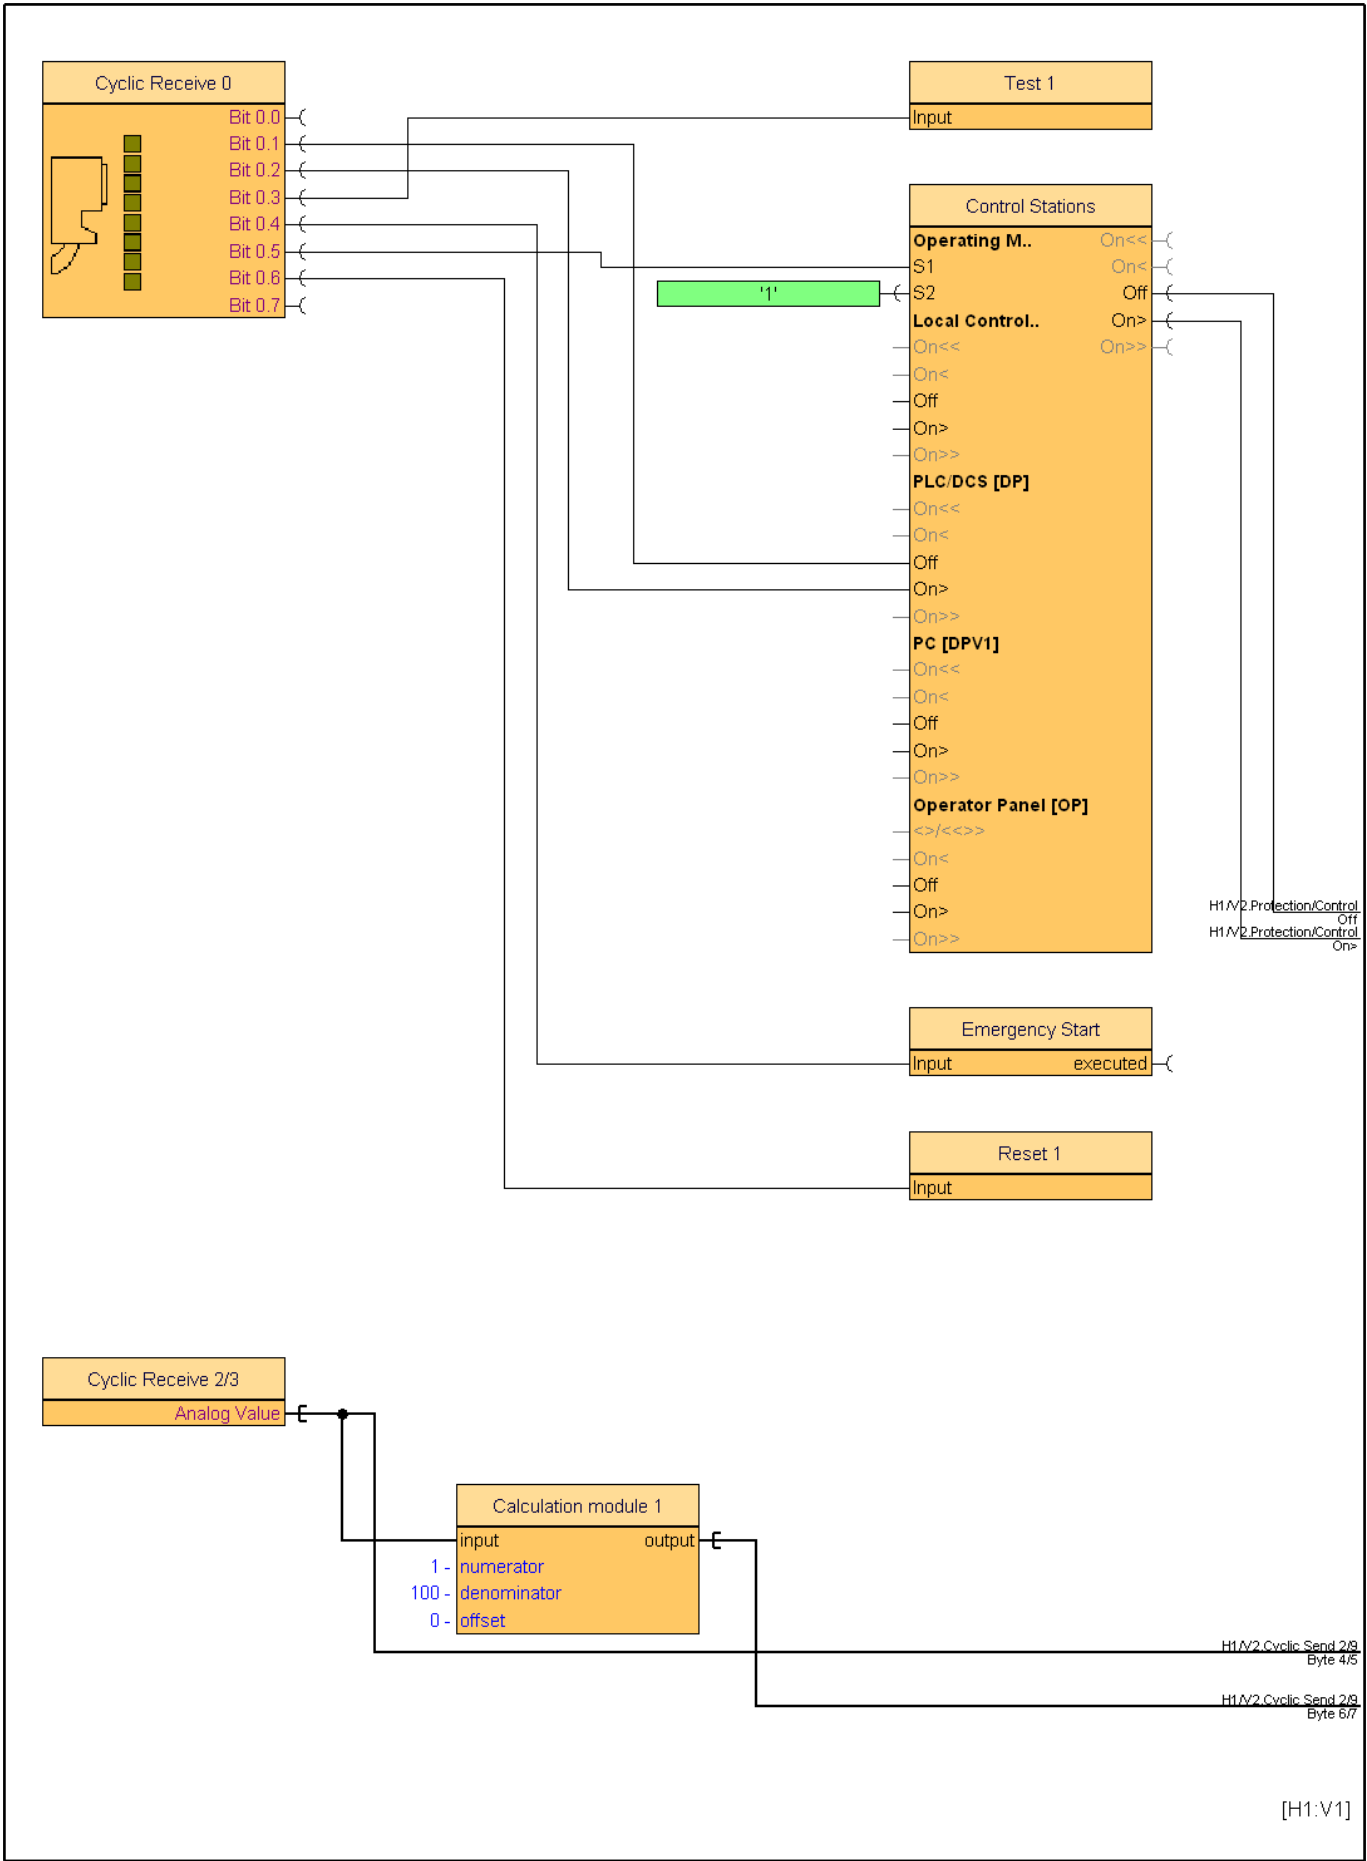 Cyclic Receive 0
Bit 0.0
Bit 0.1
Bit 0.2
Bit 0.3
Bit 0.4
Bit 0.5
Bit 0.6
Bit 0.7
Test 1
Input
Control Stations
Operating M.. On<<
S1 On<
'1' S2 Off
Local Control.. On>
On<< On>>
On<
Off
On>
On>>
PLC/DCS [DP]
On<<
On<
Off
On>
On>>
PC [DPV1]
On<<
On<
Off
On>
On>>
Operator Panel [OP]
<>/<<>>
On<
Off
On>
On>>
H1/V2.Protection/Control
Off
H1/V2.Protection/Control
On>
Emergency Start
Input executed
Reset 1
Input
Cyclic Receive 2/3
Analog Value
Calculation module 1
input output
1 - numerator
100 - denominator
0 - offset
H1/V2.Cyclic Send 2/9
Byte 4/5
H1/V2.Cyclic Send 2/9
Byte 6/7
[H1:V1]